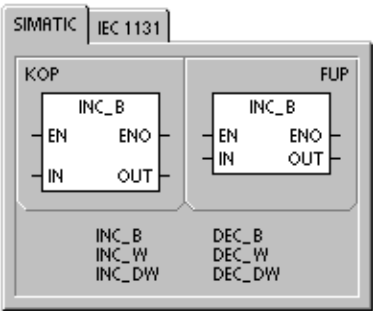 SIMATIC IEC 1131
KOP FUP
INC_B INC_B
EN ENO EN ENO
IN OUT IN OUT
INC_B DEC_B
INC_W DEC_W
INC_DW DEC_DW